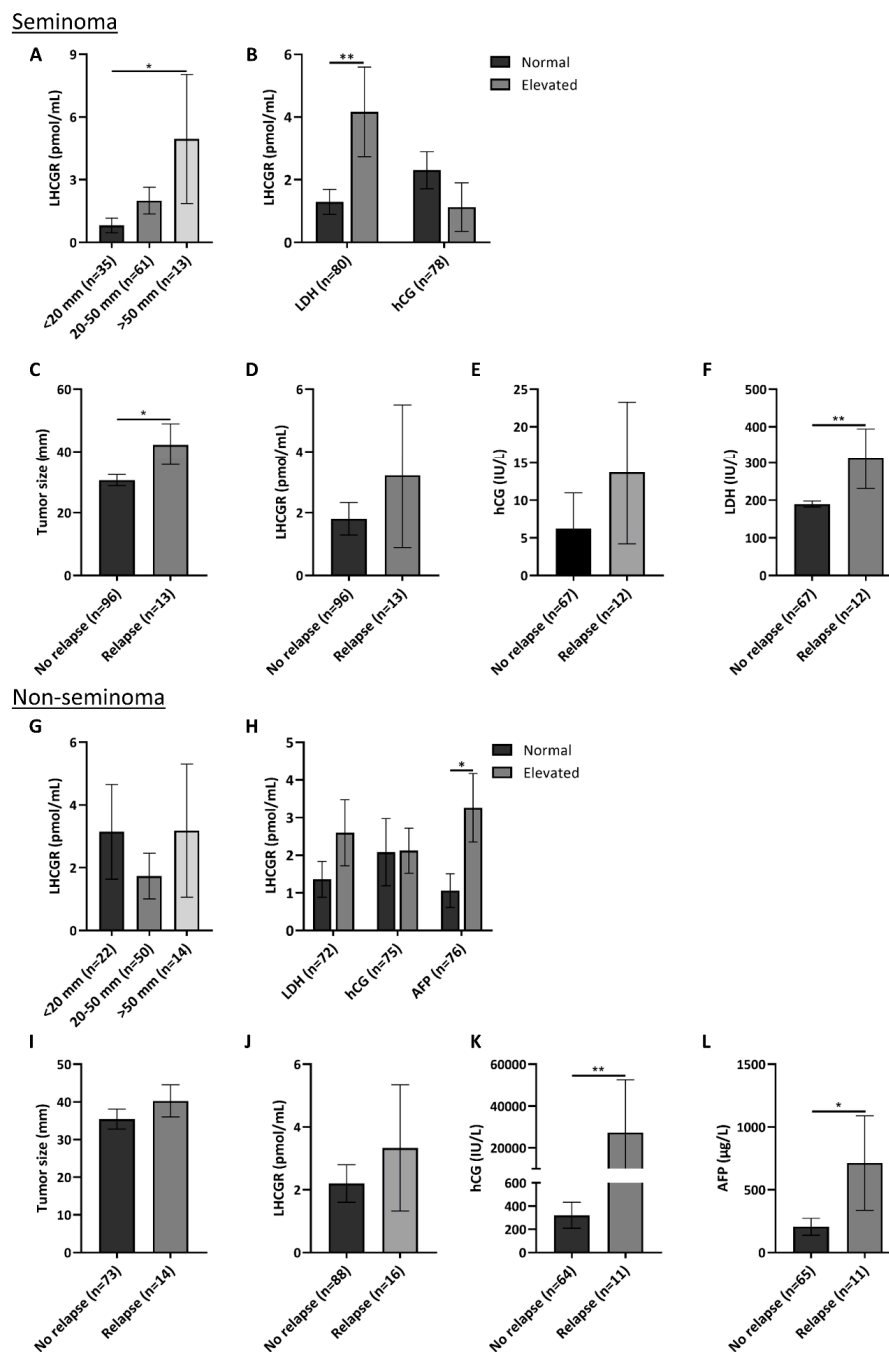 Seminoma
A
B
9
6
3
0
LHCGR (pmol/mL)
*
<20 mm (n=35)
20-50 mm (n=61)
>50 mm (n=13)
6
4
2
0
LHCGR (pmol/mL)
**
LDH (n=80)
hCG (n=78)
Normal
Elevated
C
D
E
F
60
40
20
0
Tumor size (mm)
*
No relapse (n=96)
Relapse (n=13)
6
4
2
0
LHCGR (pmol/mL)
No relapse (n=96)
Relapse (n=13)
25
20
15
10
5
0
hCG (IU/L)
No relapse (n=67)
Relapse (n=12)
500
400
300
200
100
0
LDH (IU/L)
**
No relapse (n=67)
Relapse (n=12)
Non-seminoma
G
H
6
4
2
0
LHCGR (pmol/mL)
<20 mm (n=22)
20-50 mm (n=50)
>50 mm (n=14)
5
4
3
2
1
0
LHCGR (pmol/mL)
*
LDH (n=72)
hCG (n=75)
AFP (n=76)
Normal
Elevated
I
J
K
L
50
40
30
20
10
0
Tumor size (mm)
No relapse (n=73)
Relapse (n=14)
6
4
2
0
LHCGR (pmol/mL)
No relapse (n=88)
Relapse (n=16)
60000
40000
20000
600
400
200
0
hCG (IU/L)
**
No relapse (n=64)
Relapse (n=11)
1500
1000
500
0
AFP (µg/L)
*
No relapse (n=65)
Relapse (n=11)